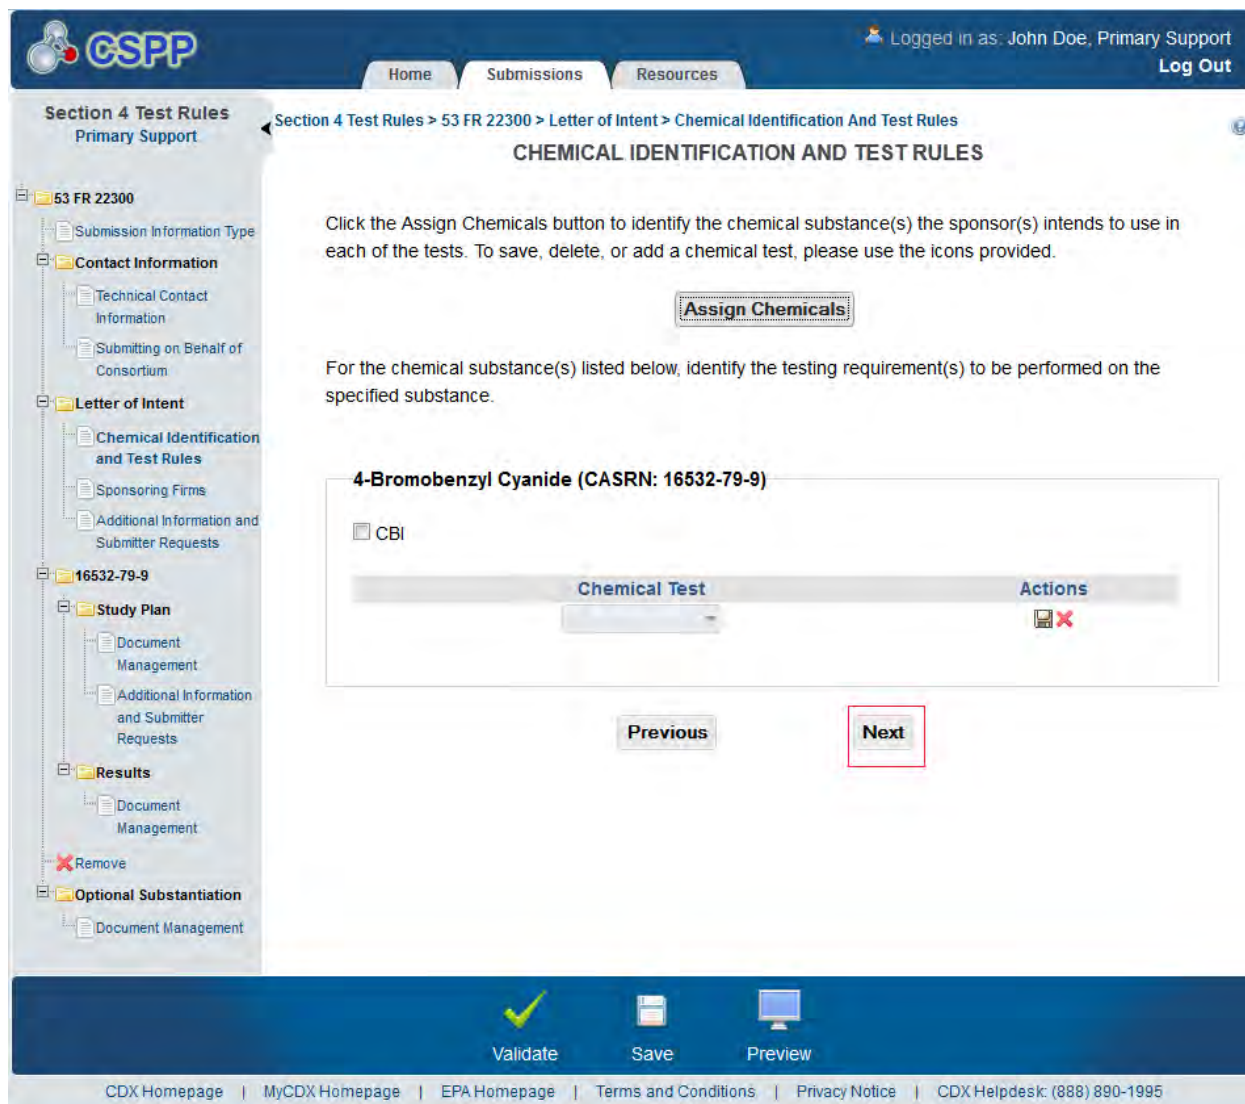 CSPP
Logged in as: John Doe, Primary Support
Log Out
Home
Submissions
Resources
Section 4 Test Rules
Primary Support
53 FR 22300
Submission Information Type
Contact Information
Technical Contact
Information
Submitting on Behalf of
Consortium
Letter of Intent
Chemical Identification
and Test Rules
Sponsoring Firms
Additional Information and
Submitter Requests
16532-79-9
Study Plan
Document
Management
Additional Information
and Submitter
Requests
Results
Document
Management
Remove
Optional Substantiation
Document Management
Section 4 Test Rules > 53 FR 22300 > Letter of Intent > Chemical Identification And Test Rules
CHEMICAL IDENTIFICATION AND TEST RULES
Click the Assign Chemicals button to identify the chemical substance(s) the sponsor(s) intends to use in
each of the tests. To save, delete, or add a chemical test, please use the icons provided.
Assign Chemicals
For the chemical substance(s) listed below, identify the testing requirement(s) to be performed on the
specified substance.
4-Bromobenzyl Cyanide (CASRN: 16532-79-9)
CBI
Chemical Test
Actions
Previous
Next
Validate
Save
Preview
CDX Homepage | MyCDX Homepage | EPA Homepage | Terms and Conditions | Privacy Notice | CDX Helpdesk: (888) 890-1995